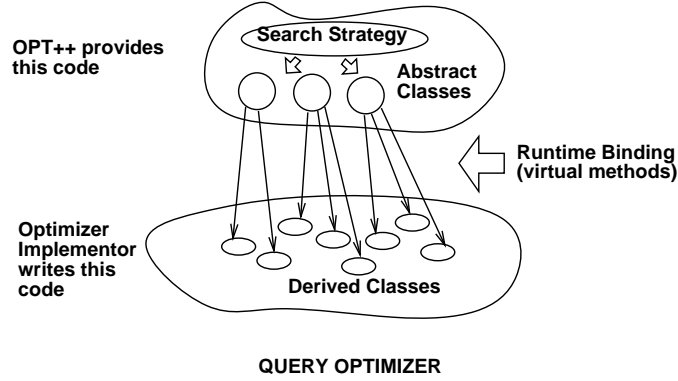 Search Strategy
OPT++ provides
this code
Abstract
Classes
Runtime Binding
(virtual methods)
Optimizer
Implementor
writes this
code
Derived Classes
QUERY OPTIMIZER